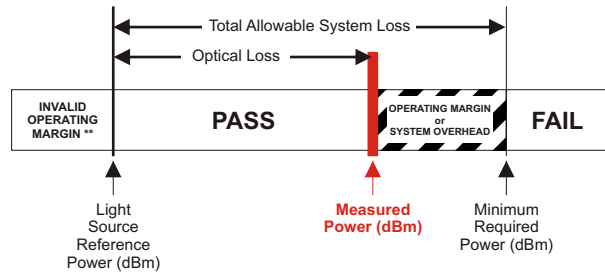 Total Allowable System Loss
Optical Loss
INVALID
OPERATING
MARGIN **
PASS
OPERATING MARGIN
or
SYSTEM OVERHEAD
FAIL
Light
Source
Reference
Power (dBm)
Measured
Power (dBm)
Minimum
Required
Power (dBm)